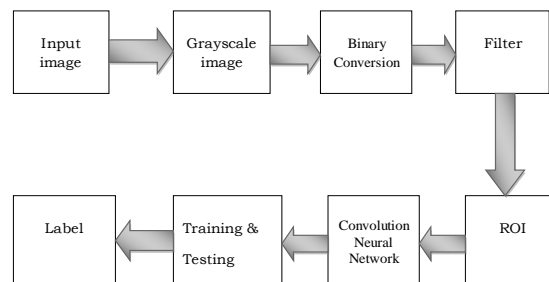 Input
image
Grayscale
image
Binary
Conversion
Filter
Label
Training &
Testing
Convolution
Neural
Network
ROI